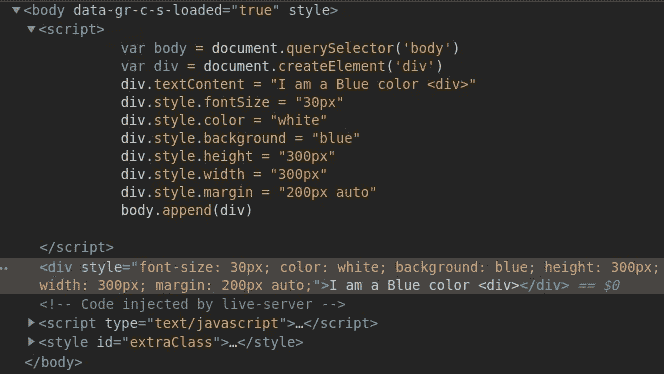 ▼<body data-gr-c-s-loaded="true" style>
▼<script>
var body = document.querySelector('body')
var div = document.createElement('div')
div.textContent = "I am a Blue color <div>"
div.style.fontSize = "30px"
div.style.color = "white"
div.style.background = "blue"
div.style.height = "300px"
div.style.width = "300px"
div.style.margin = "200px auto"
body.append(div)
</script>
<div style="font-size: 30px; color: white; background: blue; height: 300px;
width: 300px; margin: 200px auto;">I am a Blue color <div></div> == $0
<!-- Code injected by live-server -->
▶<script type="text/javascript">…</script>
▶<style id="extraClass">…</style>
</body>